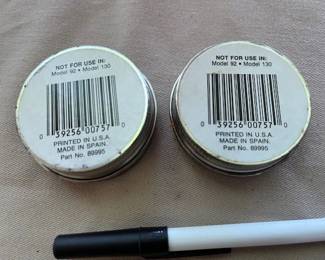 NOT FOR USE IN:
Model 92 • Model 130
0 39256 00757 0
PRINTED IN U.S.A.
MADE IN SPAIN.
Part No. 89995
NOT FOR USE IN:
Model 92 • Model 130
0 39256 00757 0
PRINTED IN U.S.A.
MADE IN SPAIN.
Part No. 89995